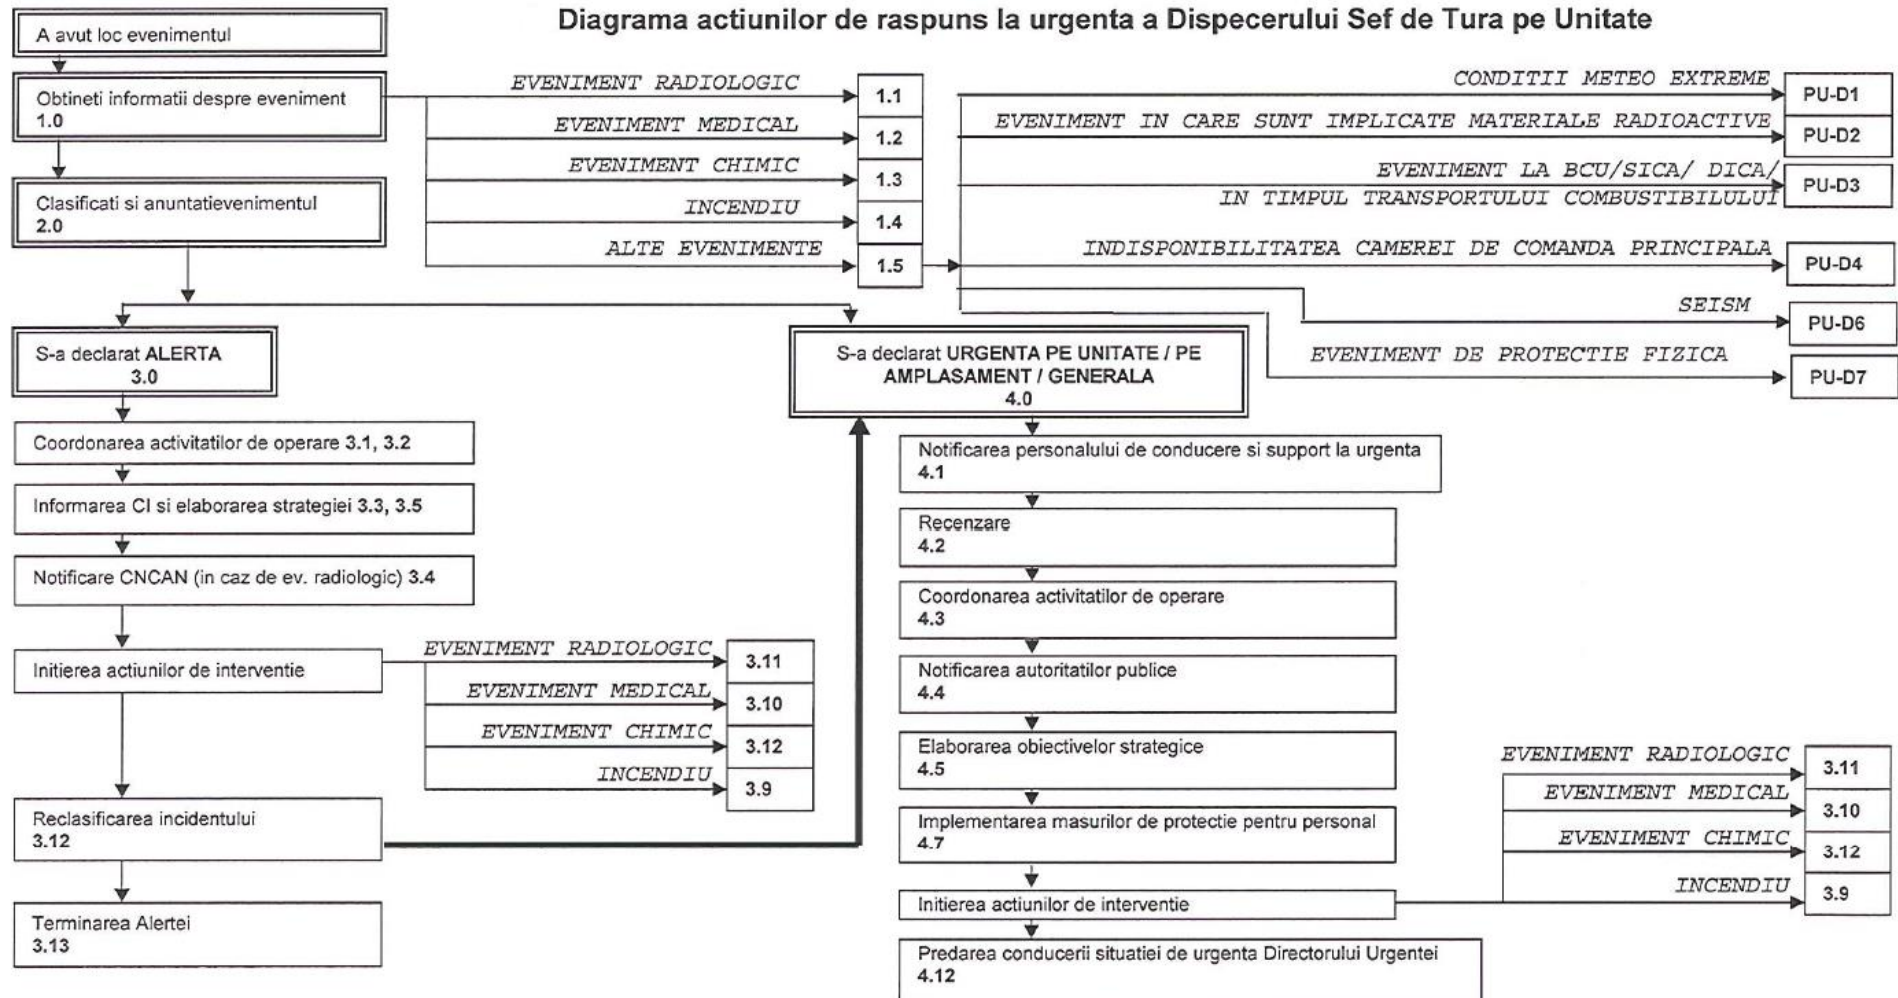 Diagrama actiunilor de raspuns la urgenta a Dispecerului Sef de Tura pe Unitate
A avut loc evenimentul
Obtineti informatii despre eveniment
1.0
Clasificati si anuntatievenimentul
2.0
EVENIMENT RADIOLOGIC
1.1
EVENIMENT MEDICAL
1.2
EVENIMENT CHIMIC
1.3
INCENDIU
1.4
ALTE EVENIMENTE
1.5
CONDITII METEO EXTREME
PU-D1
EVENIMENT IN CARE SUNT IMPLICATE MATERIALE RADIOACTIVE
PU-D2
EVENIMENT LA BCU/SICA/ DICA/
IN TIMPUL TRANSPORTULUI COMBUSTIBILULUI
PU-D3
INDISPONIBILITATEA CAMEREI DE COMANDA PRINCIPALA
PU-D4
SEISM
PU-D6
EVENIMENT DE PROTECTIE FIZICA
PU-D7
S-a declarat ALERTA
3.0
Coordonarea activitatilor de operare 3.1, 3.2
Informarea CI si elaborarea strategiei 3.3, 3.5
Notificare CNCAN (in caz de ev. radiologic) 3.4
Initierea actiunilor de interventie
EVENIMENT RADIOLOGIC
3.11
EVENIMENT MEDICAL
3.10
EVENIMENT CHIMIC
3.12
INCENDIU
3.9
Reclasificarea incidentului
3.12
Terminarea Alertei
3.13
S-a declarat URGENTA PE UNITATE / PE
AMPLASAMENT / GENERALA
4.0
Notificarea personalului de conducere si support la urgenta
4.1
Recenzare
4.2
Coordonarea activitatilor de operare
4.3
Notificarea autoritatilor publice
4.4
Elaborarea obiectivelor strategice
4.5
Implementarea masurilor de protectie pentru personal
4.7
Initierea actiunilor de interventie
EVENIMENT RADIOLOGIC
3.11
EVENIMENT MEDICAL
3.10
EVENIMENT CHIMIC
3.12
INCENDIU
3.9
Predarea conducerii situatiei de urgenta Directorului Urgentei
4.12